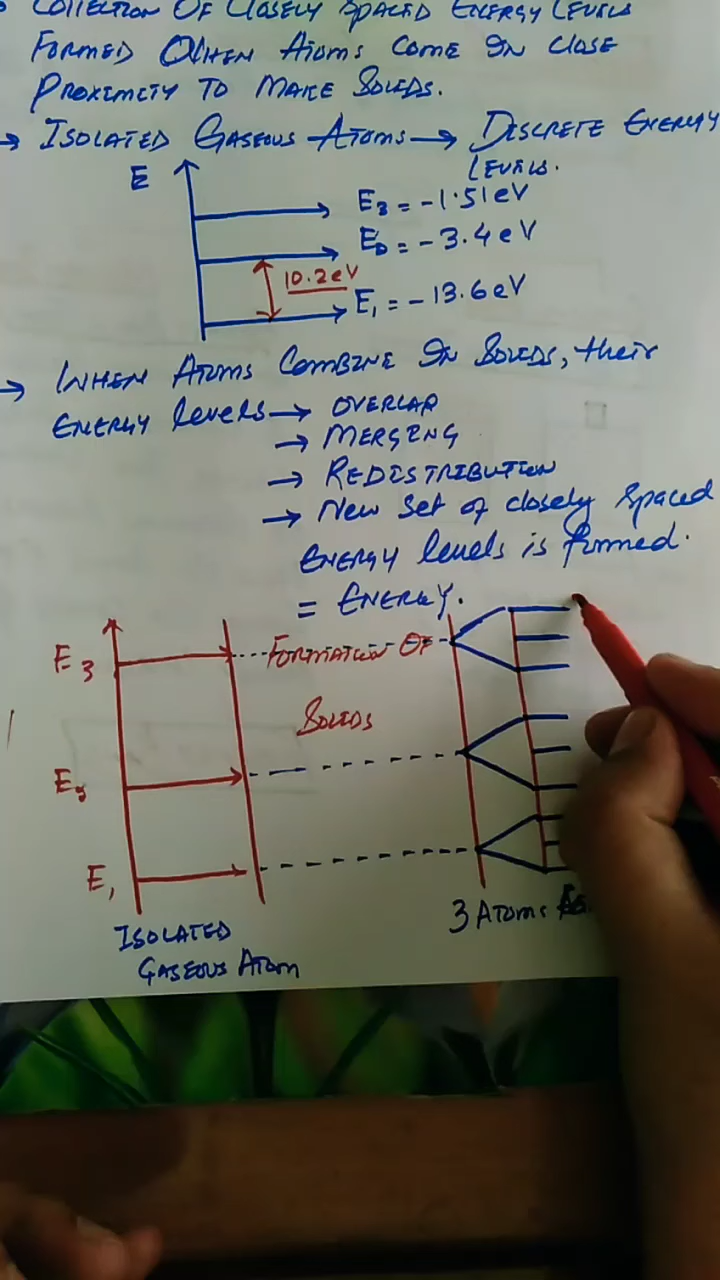 COLLECTION OF CLOSELY SPACED ENERGY LEVELS
FORMED WHEN ATOMS COME IN CLOSE
PROXIMITY TO MAKE SOLIDS.
→ ISOLATED GASEOUS ATOMS → DISCRETE ENERGY
LEVELS.
E
E3 = -1.51eV
= -3.4eV
10.2eV
E1 = -13.6eV
→ WHEN ATOMS COMBINE IN SOLIDS, their
ENERGY levels → OVERLAP
→ MERGING
→ REDISTRIBUTION
→ New Set of closely spaced
ENERGY levels is formed.
= ENERGY.
E3
FORMATION OF
SOLIDS
E2
E1
ISOLATED
GASEOUS ATOM
3 ATOMS